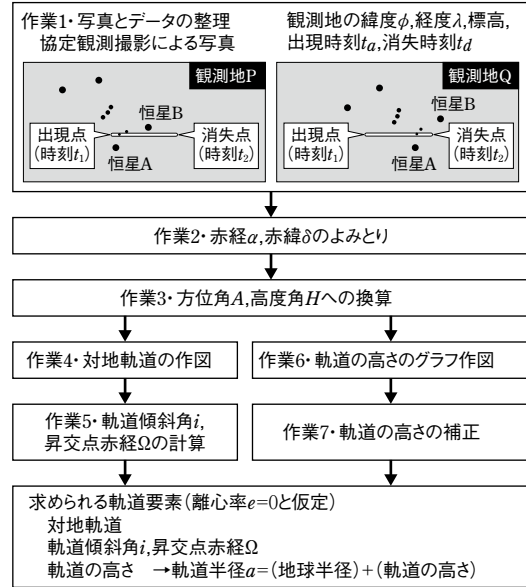 作業1・写真とデータの整理
協定観測撮影による写真
観測地の緯度ϕ,経度λ,標高,
出現時刻ta,消失時刻td
観測地P
恒星B
出現点
(時刻t1)
消失点
(時刻t2)
恒星A
観測地Q
恒星B
出現点
(時刻t1)
消失点
(時刻t2)
恒星A
作業2・赤経α,赤緯δのよみとり
作業3・方位角A,高度角Hへの換算
作業4・対地軌道の作図
作業6・軌道の高さのグラフ作図
作業5・軌道傾斜角i,
昇交点赤経Ωの計算
作業7・軌道の高さの補正
求められる軌道要素(離心率e=0と仮定)
対地軌道
軌道傾斜角i,昇交点赤経Ω
軌道の高さ →軌道半径a=(地球半径)+(軌道の高さ)